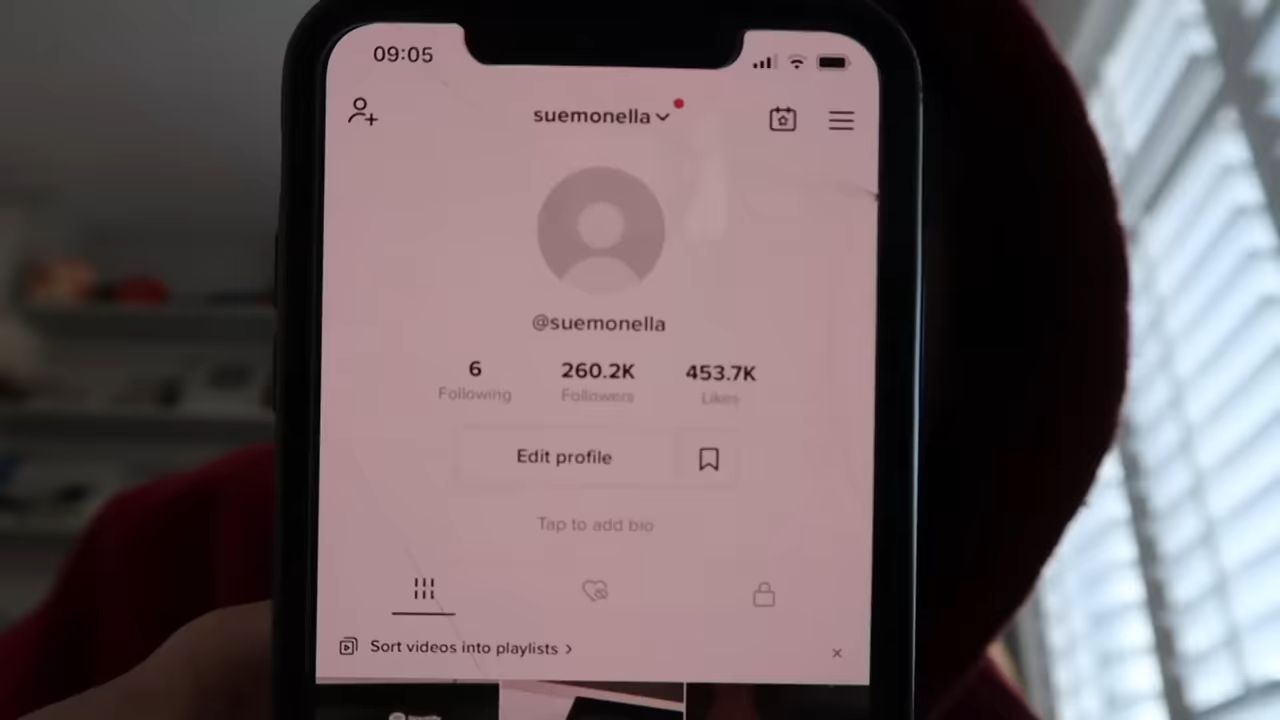 09:05
suemonella
@suemonella
6 260.2K 453.7K
Following Followers Likes
Edit profile
Tap to add bio
Sort videos into playlists >